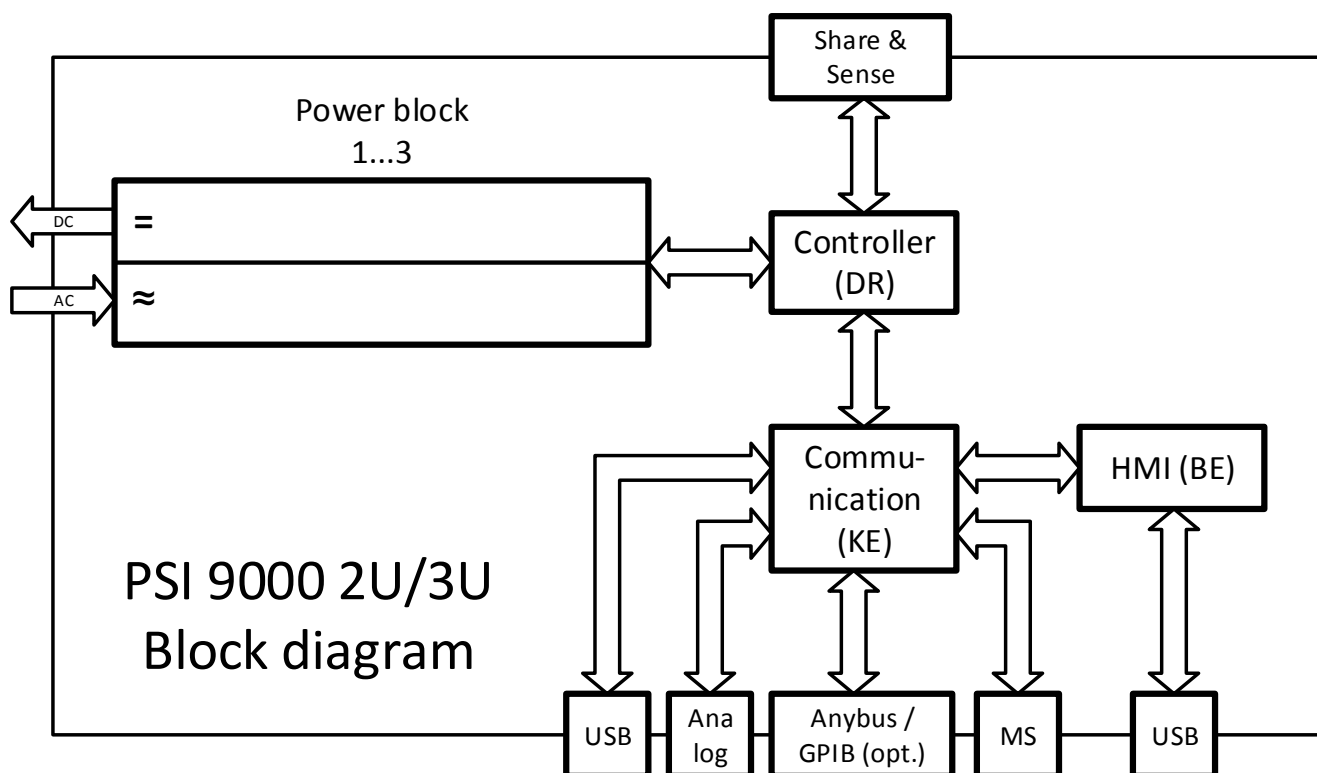 Share &
Sense
Power block
1...3
DC
=
Controller
(DR)
AC
≈
Commu-
nication
(KE)
HMI (BE)
PSI 9000 2U/3U
Block diagram
USB
Ana
log
Anybus /
GPIB (opt.)
MS
USB